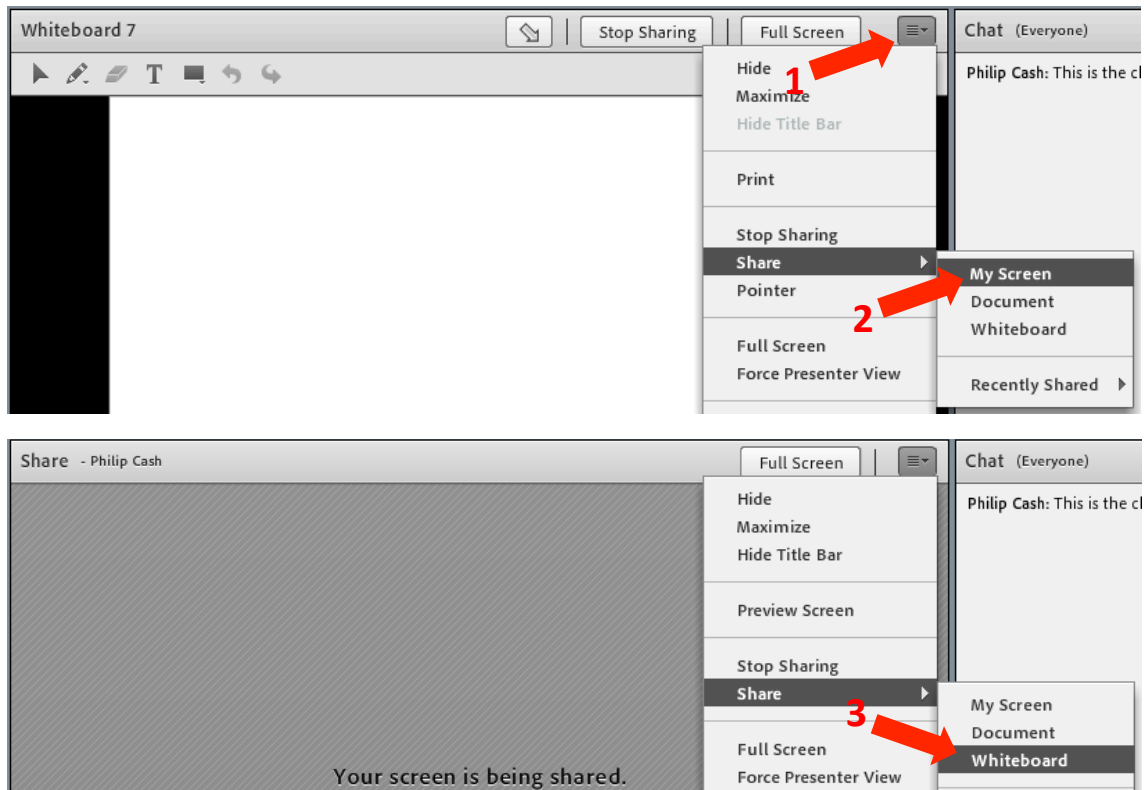 Whiteboard 7
Stop Sharing
Full Screen
Chat (Everyone)
T
1
Philip Cash: This is the cl
Hide
Maximize
Hide Title Bar
Print
Stop Sharing
Share
Pointer
2
Full Screen
Force Presenter View
My Screen
Document
Whiteboard
Recently Shared
Share - Philip Cash
Full Screen
Chat (Everyone)
Philip Cash: This is the cl
Hide
Maximize
Hide Title Bar
Preview Screen
Stop Sharing
Share
3
Full Screen
Force Presenter View
My Screen
Document
Whiteboard
Your screen is being shared.